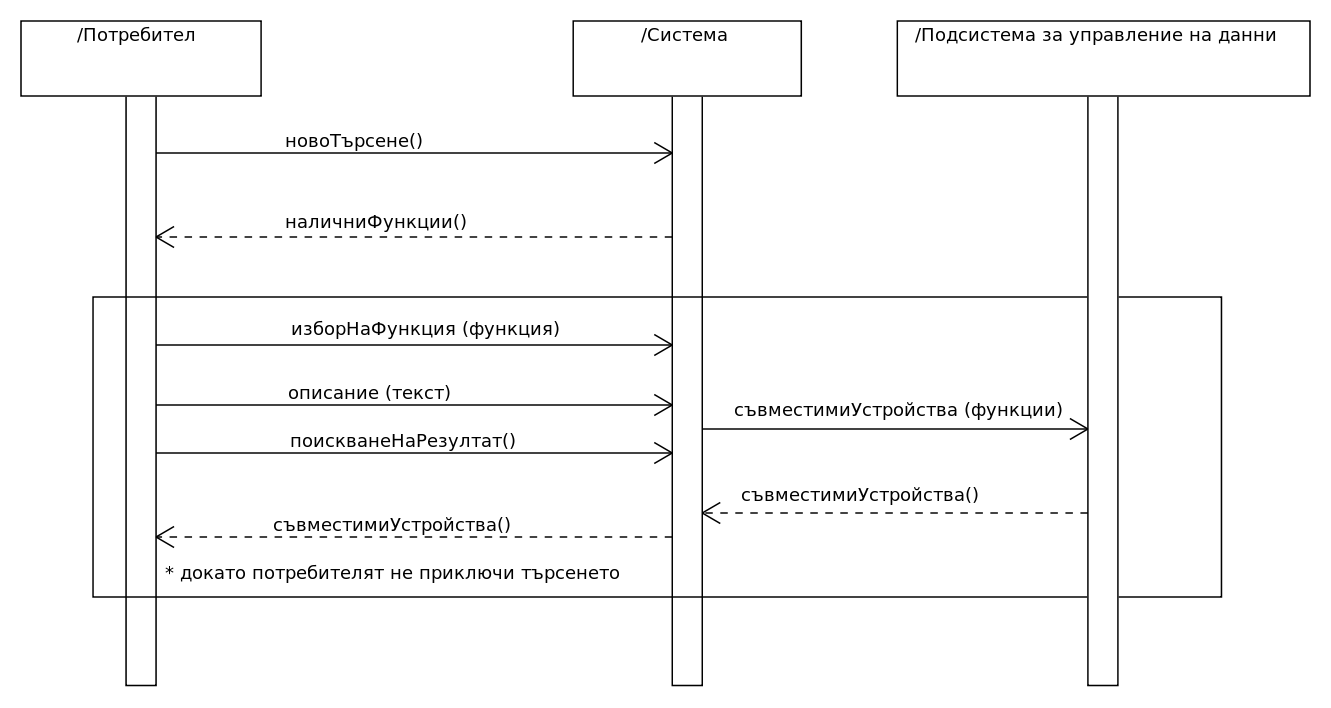 /Потребител
/Система
/Подсистема за управление на данни
новоТърсене()
наличниФункции()
изборНаФункция (функция)
описание (текст)
съвместимиУстройства (функции)
поискванеНаРезултат()
съвместимиУстройства()
съвместимиУстройства()
* докато потребителят не приключи търсенето